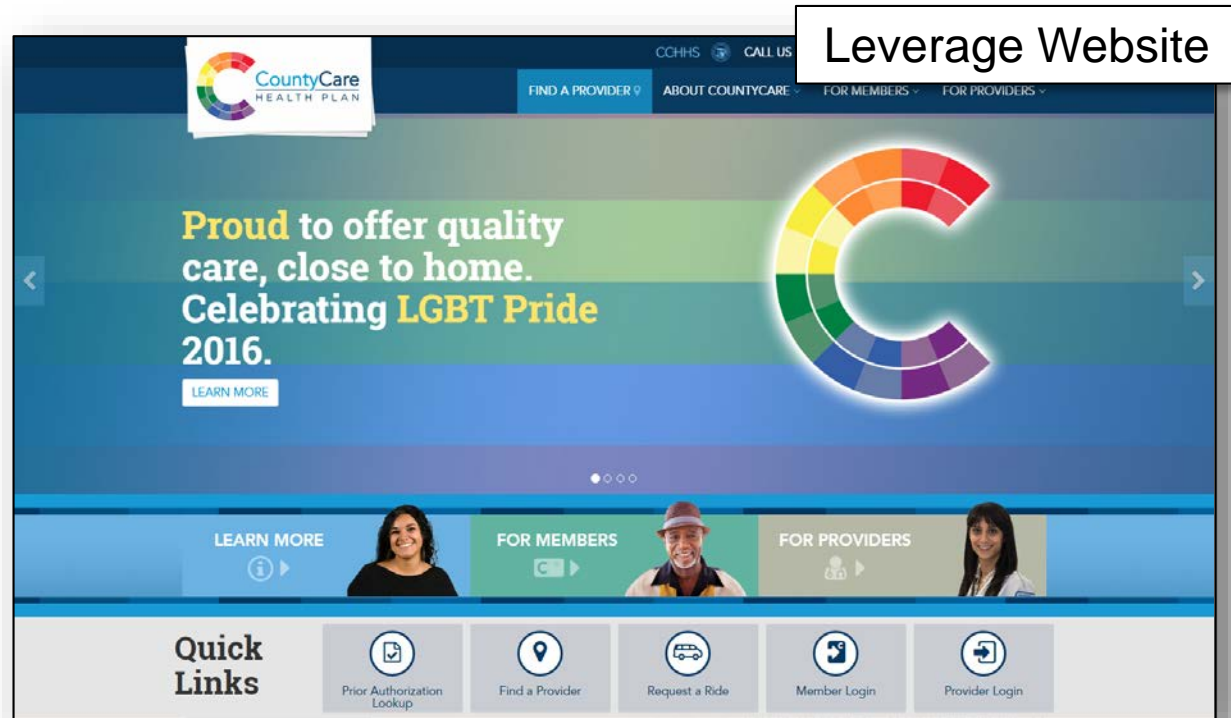 Leverage Website
CCHHS CALL US
CountyCare
HEALTH PLAN
FIND A PROVIDER ABOUT COUNTYCARE FOR MEMBERS FOR PROVIDERS
Proud to offer quality
care, close to home.
Celebrating LGBT Pride
2016.
LEARN MORE
LEARN MORE FOR MEMBERS FOR PROVIDERS
Quick
Links
Prior Authorization
Lookup
Find a Provider
Request a Ride
Member Login
Provider Login